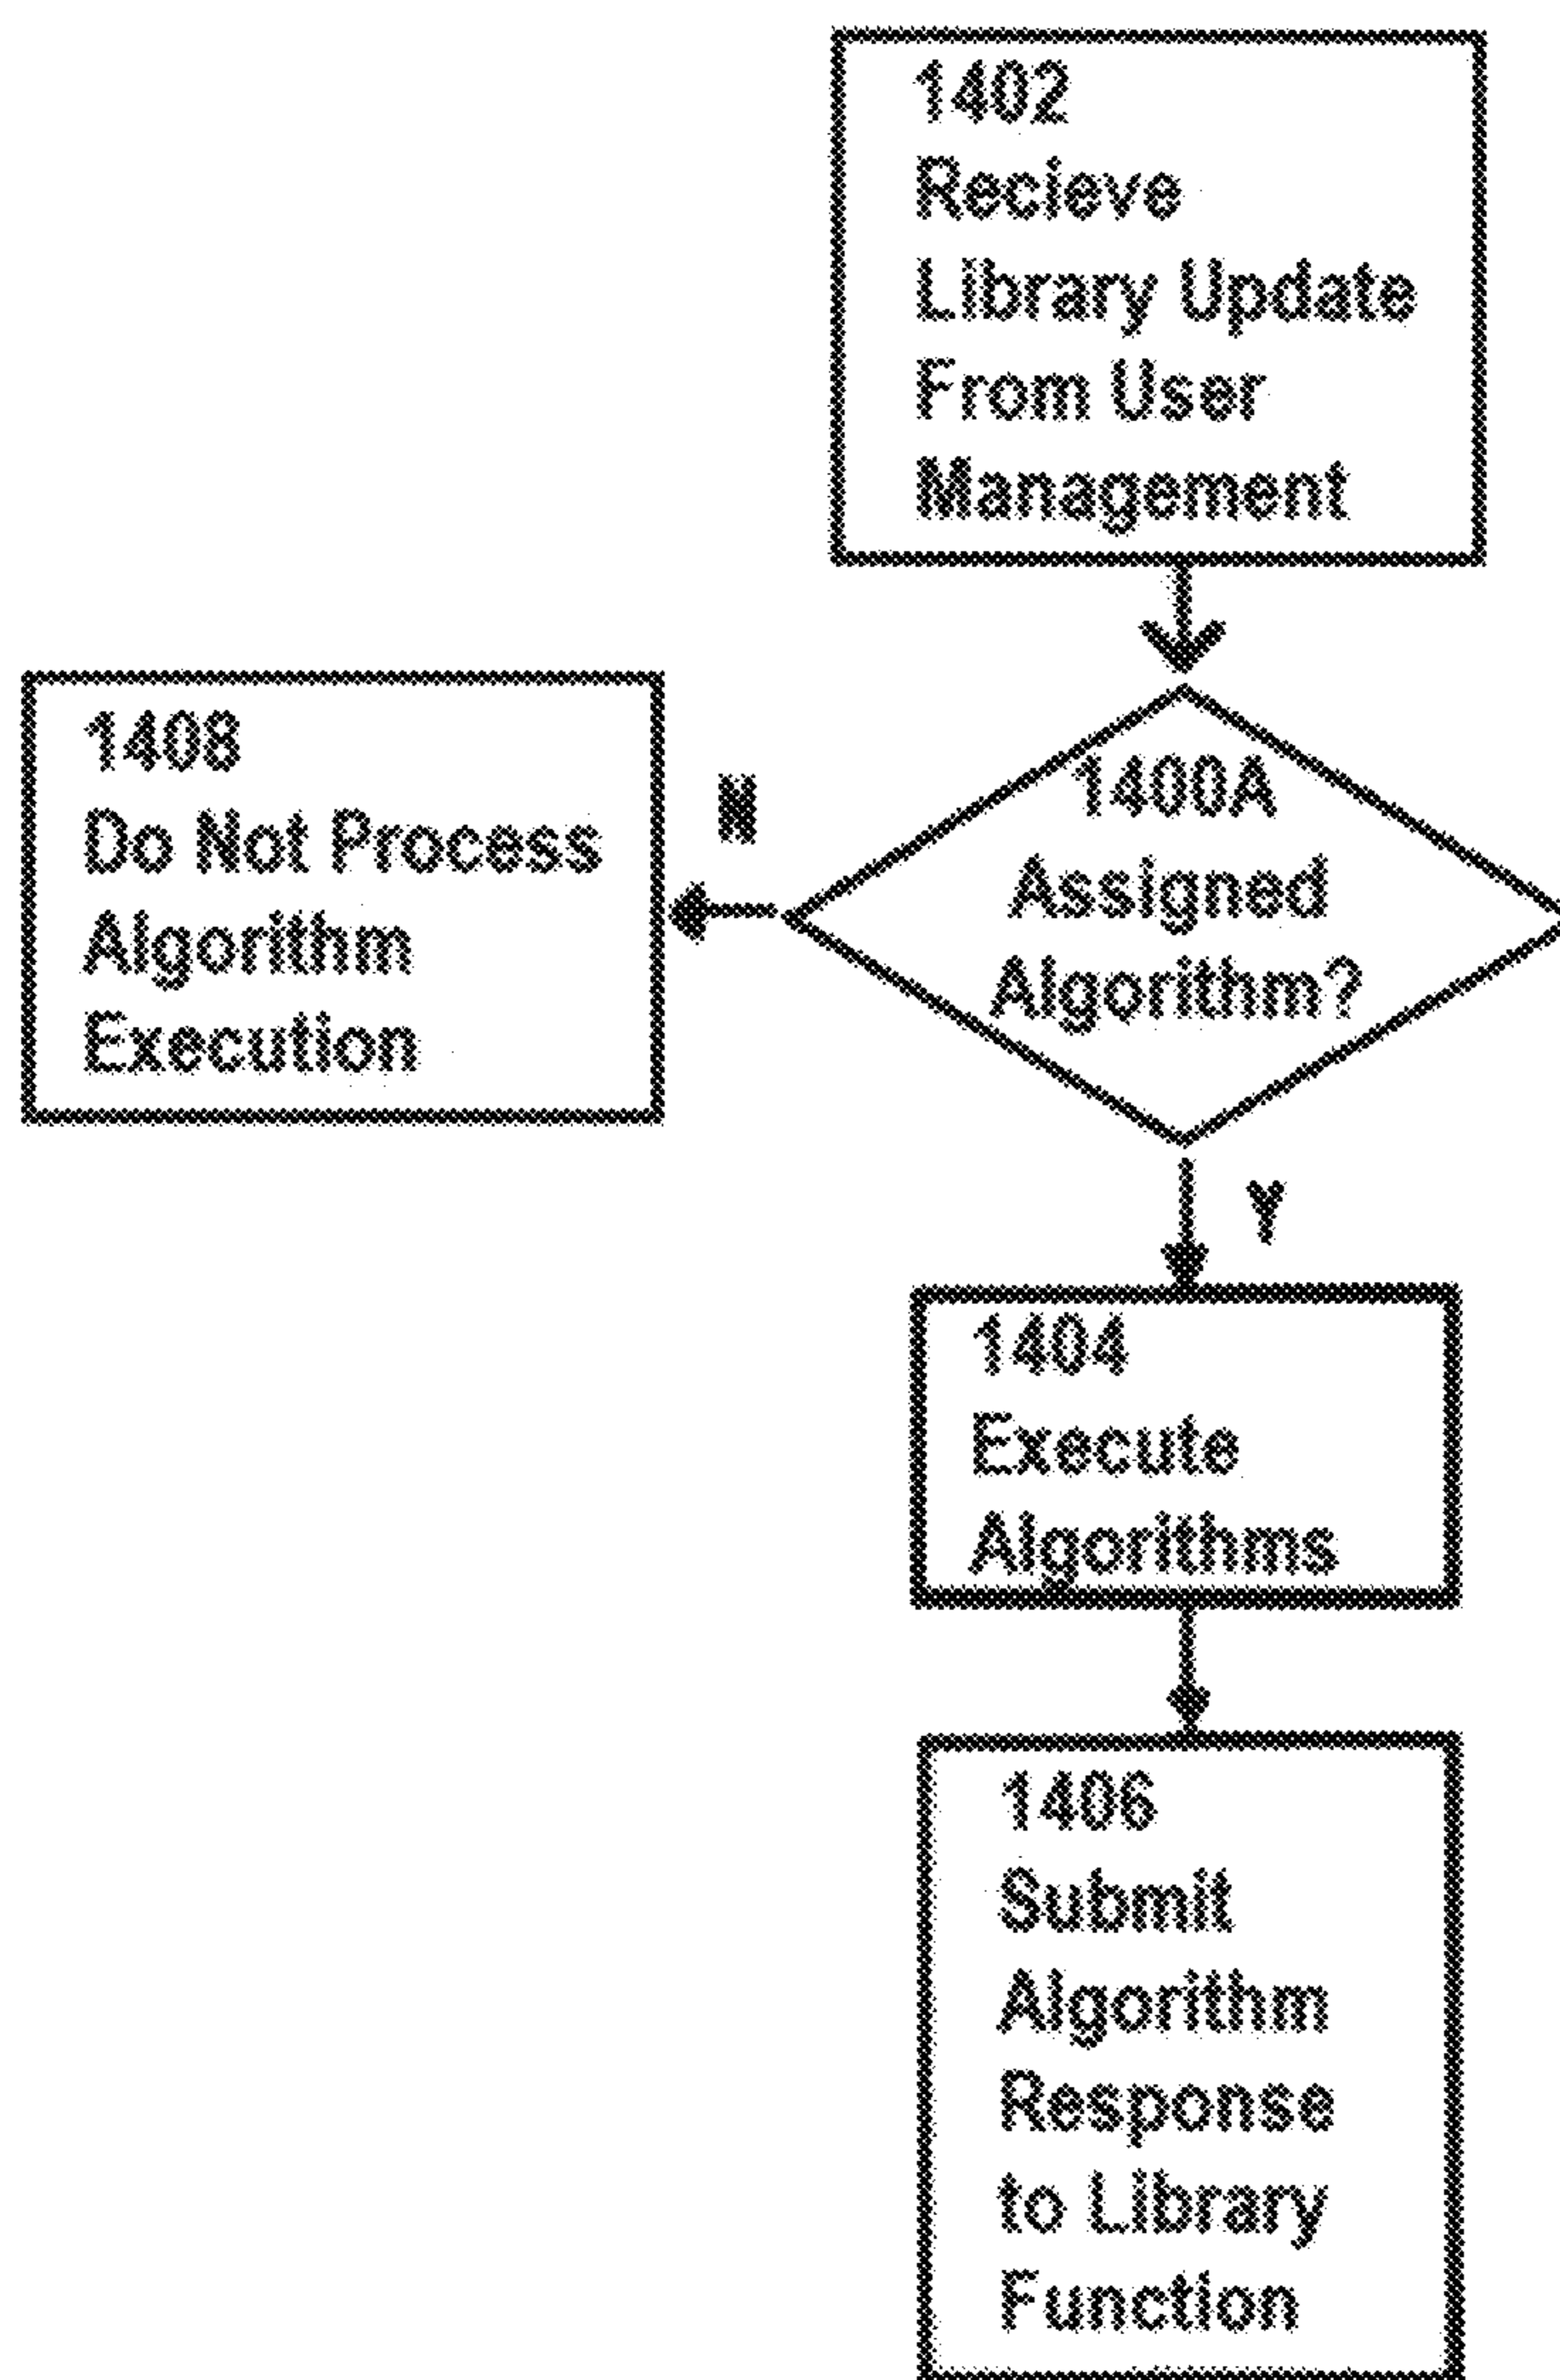 1402
Recieve
Library Update
From User
Management
1400A
Assigned
Algorithm?
N
1408
Do Not Process
Algorithm
Execution
Y
1404
Execute
Algorithms
1406
Submit
Algorithm
Response
to Library
Function